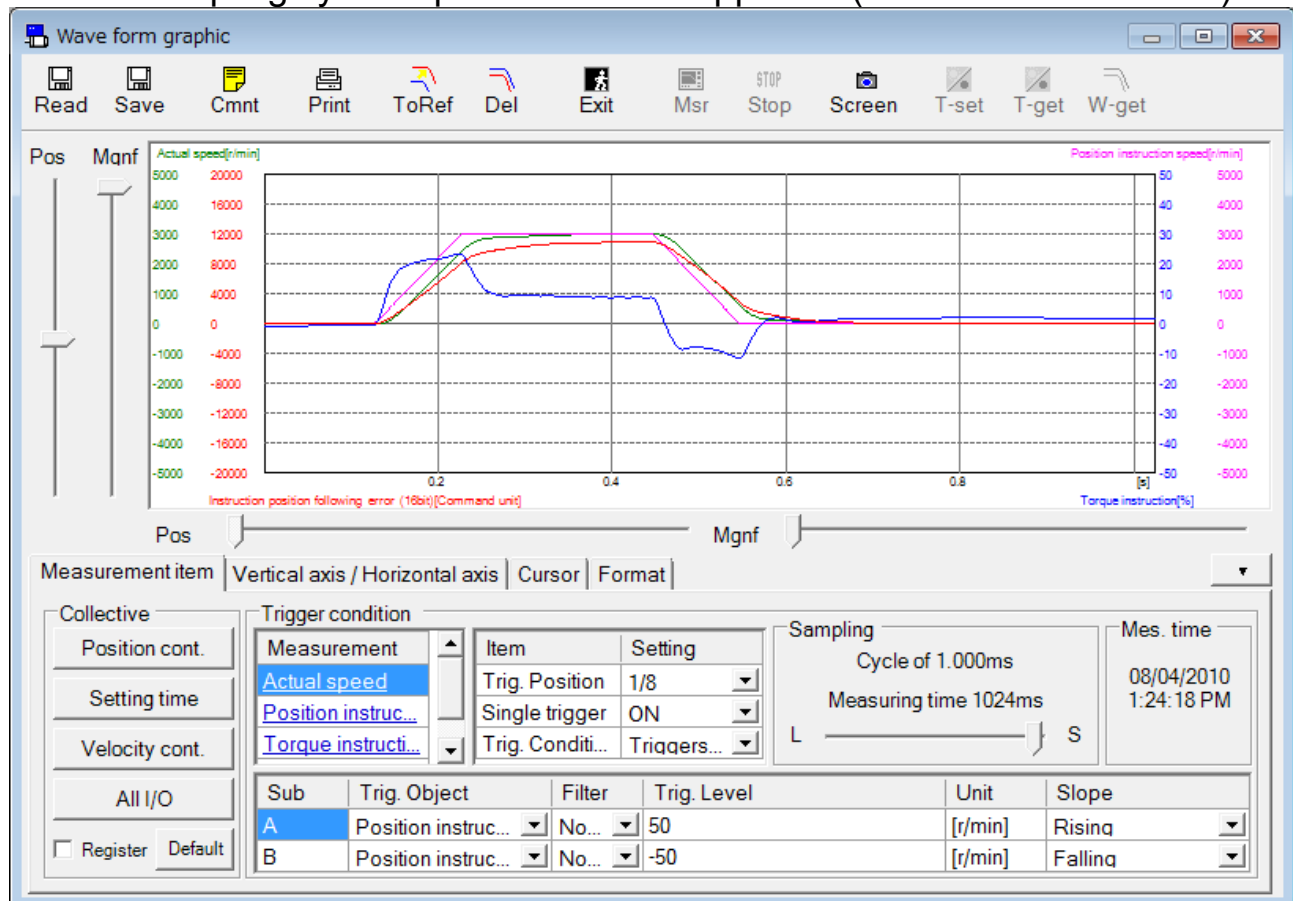 Wave form graphic
Read Save Cmnt Print ToRef Del Exit Msr STOP Stop Screen T-set T-get W-get
Pos Mgnf Actual speed[r/min] Position instruction speed[r/min]
5000 20000 50 5000
4000 16000 40 4000
3000 12000 30 3000
2000 8000 20 2000
1000 4000 10 1000
0 0 0 0
-1000 -4000 -10 -1000
-2000 -8000 -20 -2000
-3000 -12000 -30 -3000
-4000 -16000 -40 -4000
-5000 -20000 0.2 0.4 0.6 0.8 [s] -50 -5000
Instruction position following error (16bit)[Command unit] Torque instruction[%]
Pos Mgnf
Measurement item Vertical axis / Horizontal axis Cursor Format
Collective
Position cont.
Setting time
Velocity cont.
All I/O
Register Default
Trigger condition
Measurement
Actual speed
Position instruc...
Torque instructi...
Item Setting
Trig. Position 1/8
Single trigger ON
Trig. Conditi... Triggers...
Sampling
Cycle of 1.000ms
Measuring time 1024ms
L S
Mes. time
08/04/2010
1:24:18 PM
Sub Trig. Object Filter Trig. Level Unit Slope
A Position instruc... No... 50 [r/min] Rising
B Position instruc... No... -50 [r/min] Falling